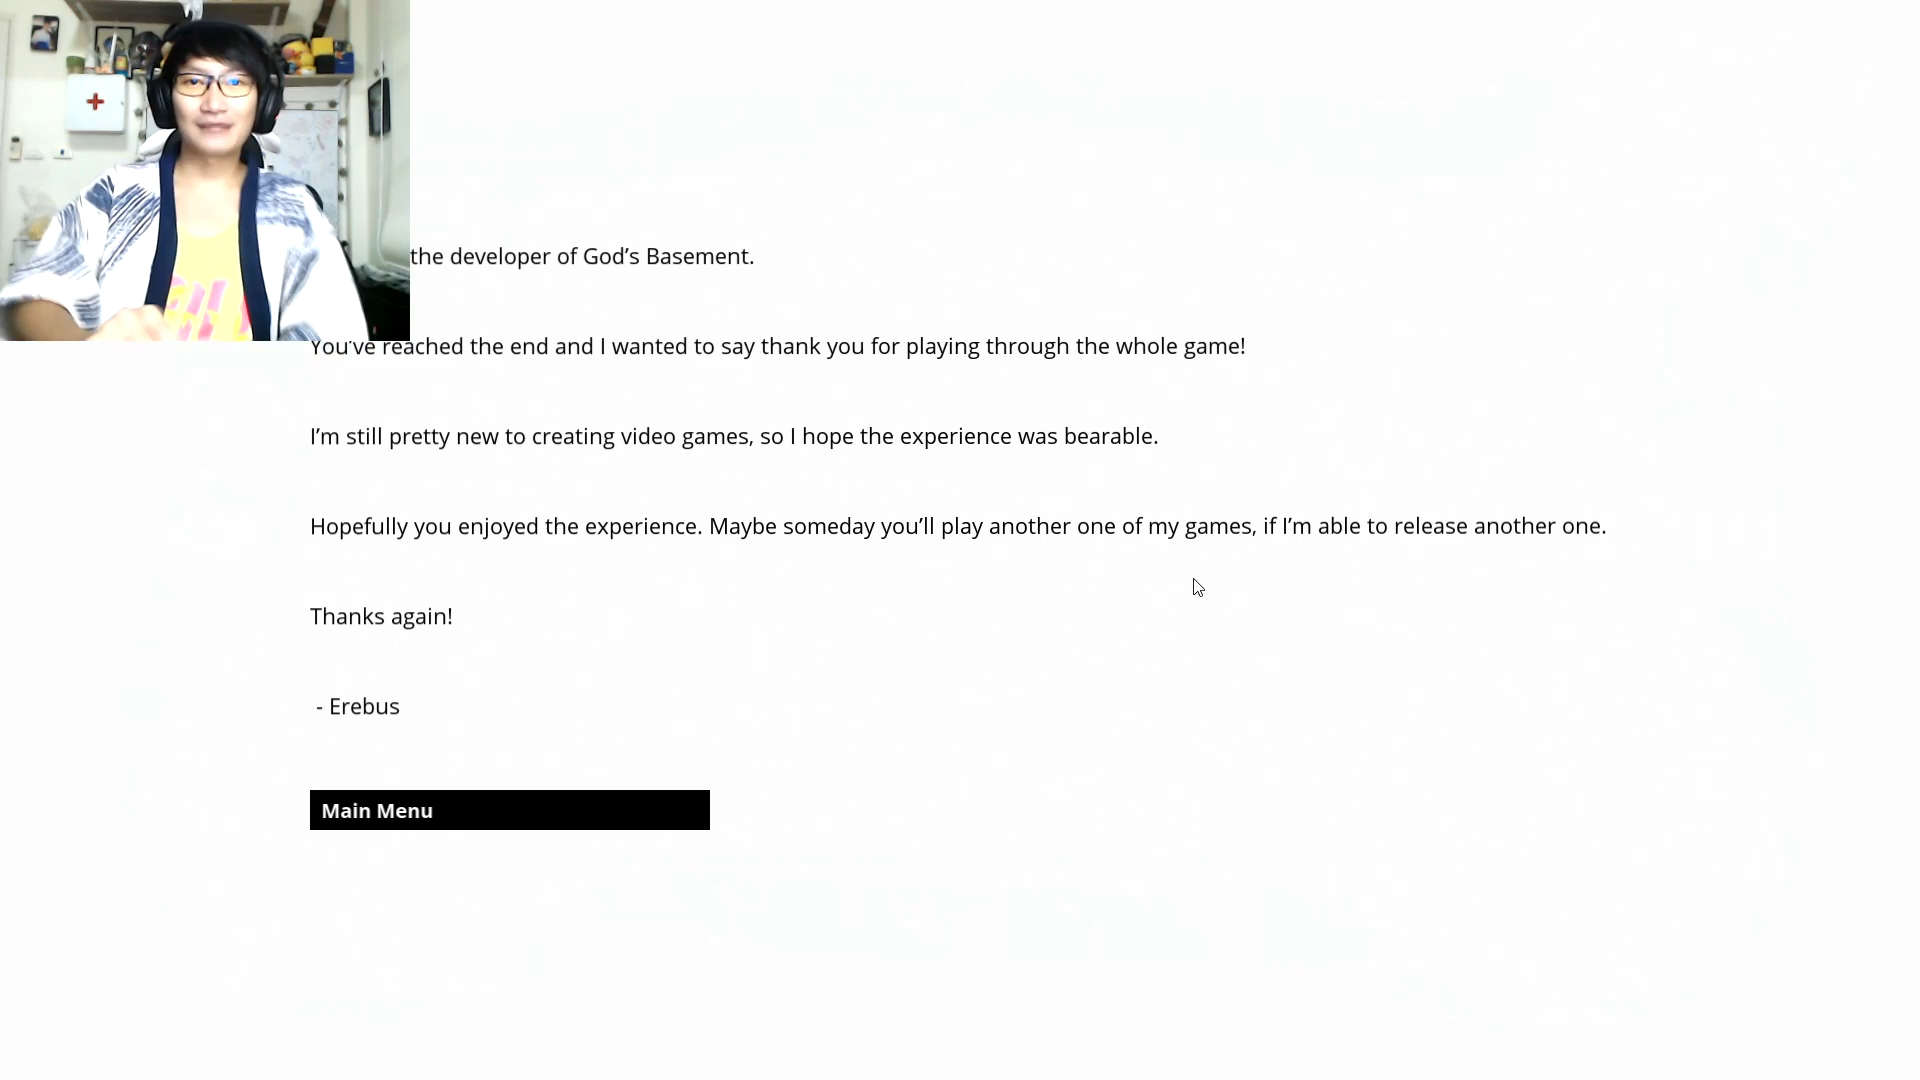 the developer of God’s Basement.
You’ve reached the end and I wanted to say thank you for playing through the whole game!
I’m still pretty new to creating video games, so I hope the experience was bearable.
Hopefully you enjoyed the experience. Maybe someday you’ll play another one of my games, if I’m able to release another one.
Thanks again!
- Erebus
Main Menu